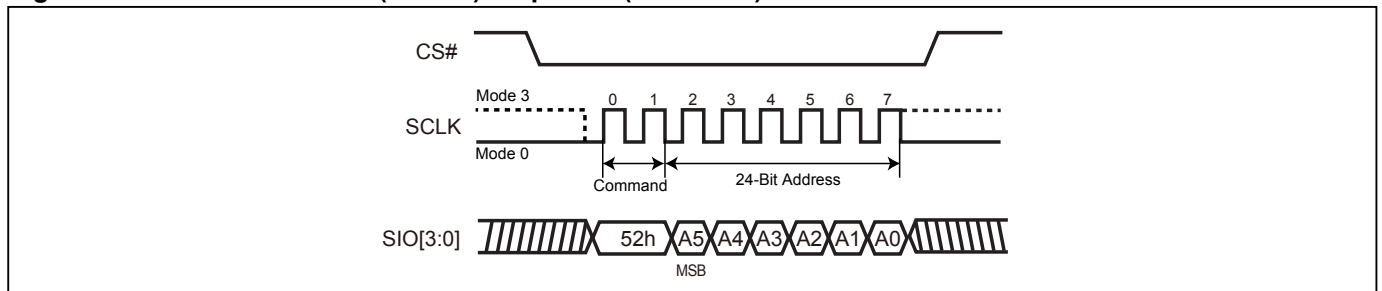 CS#
Mode 3
0 1 2 3 4 5 6 7
SCLK
Mode 0
Command
24-Bit Address
SIO[3:0]
52h A5 A4 A3 A2 A1 A0
MSB